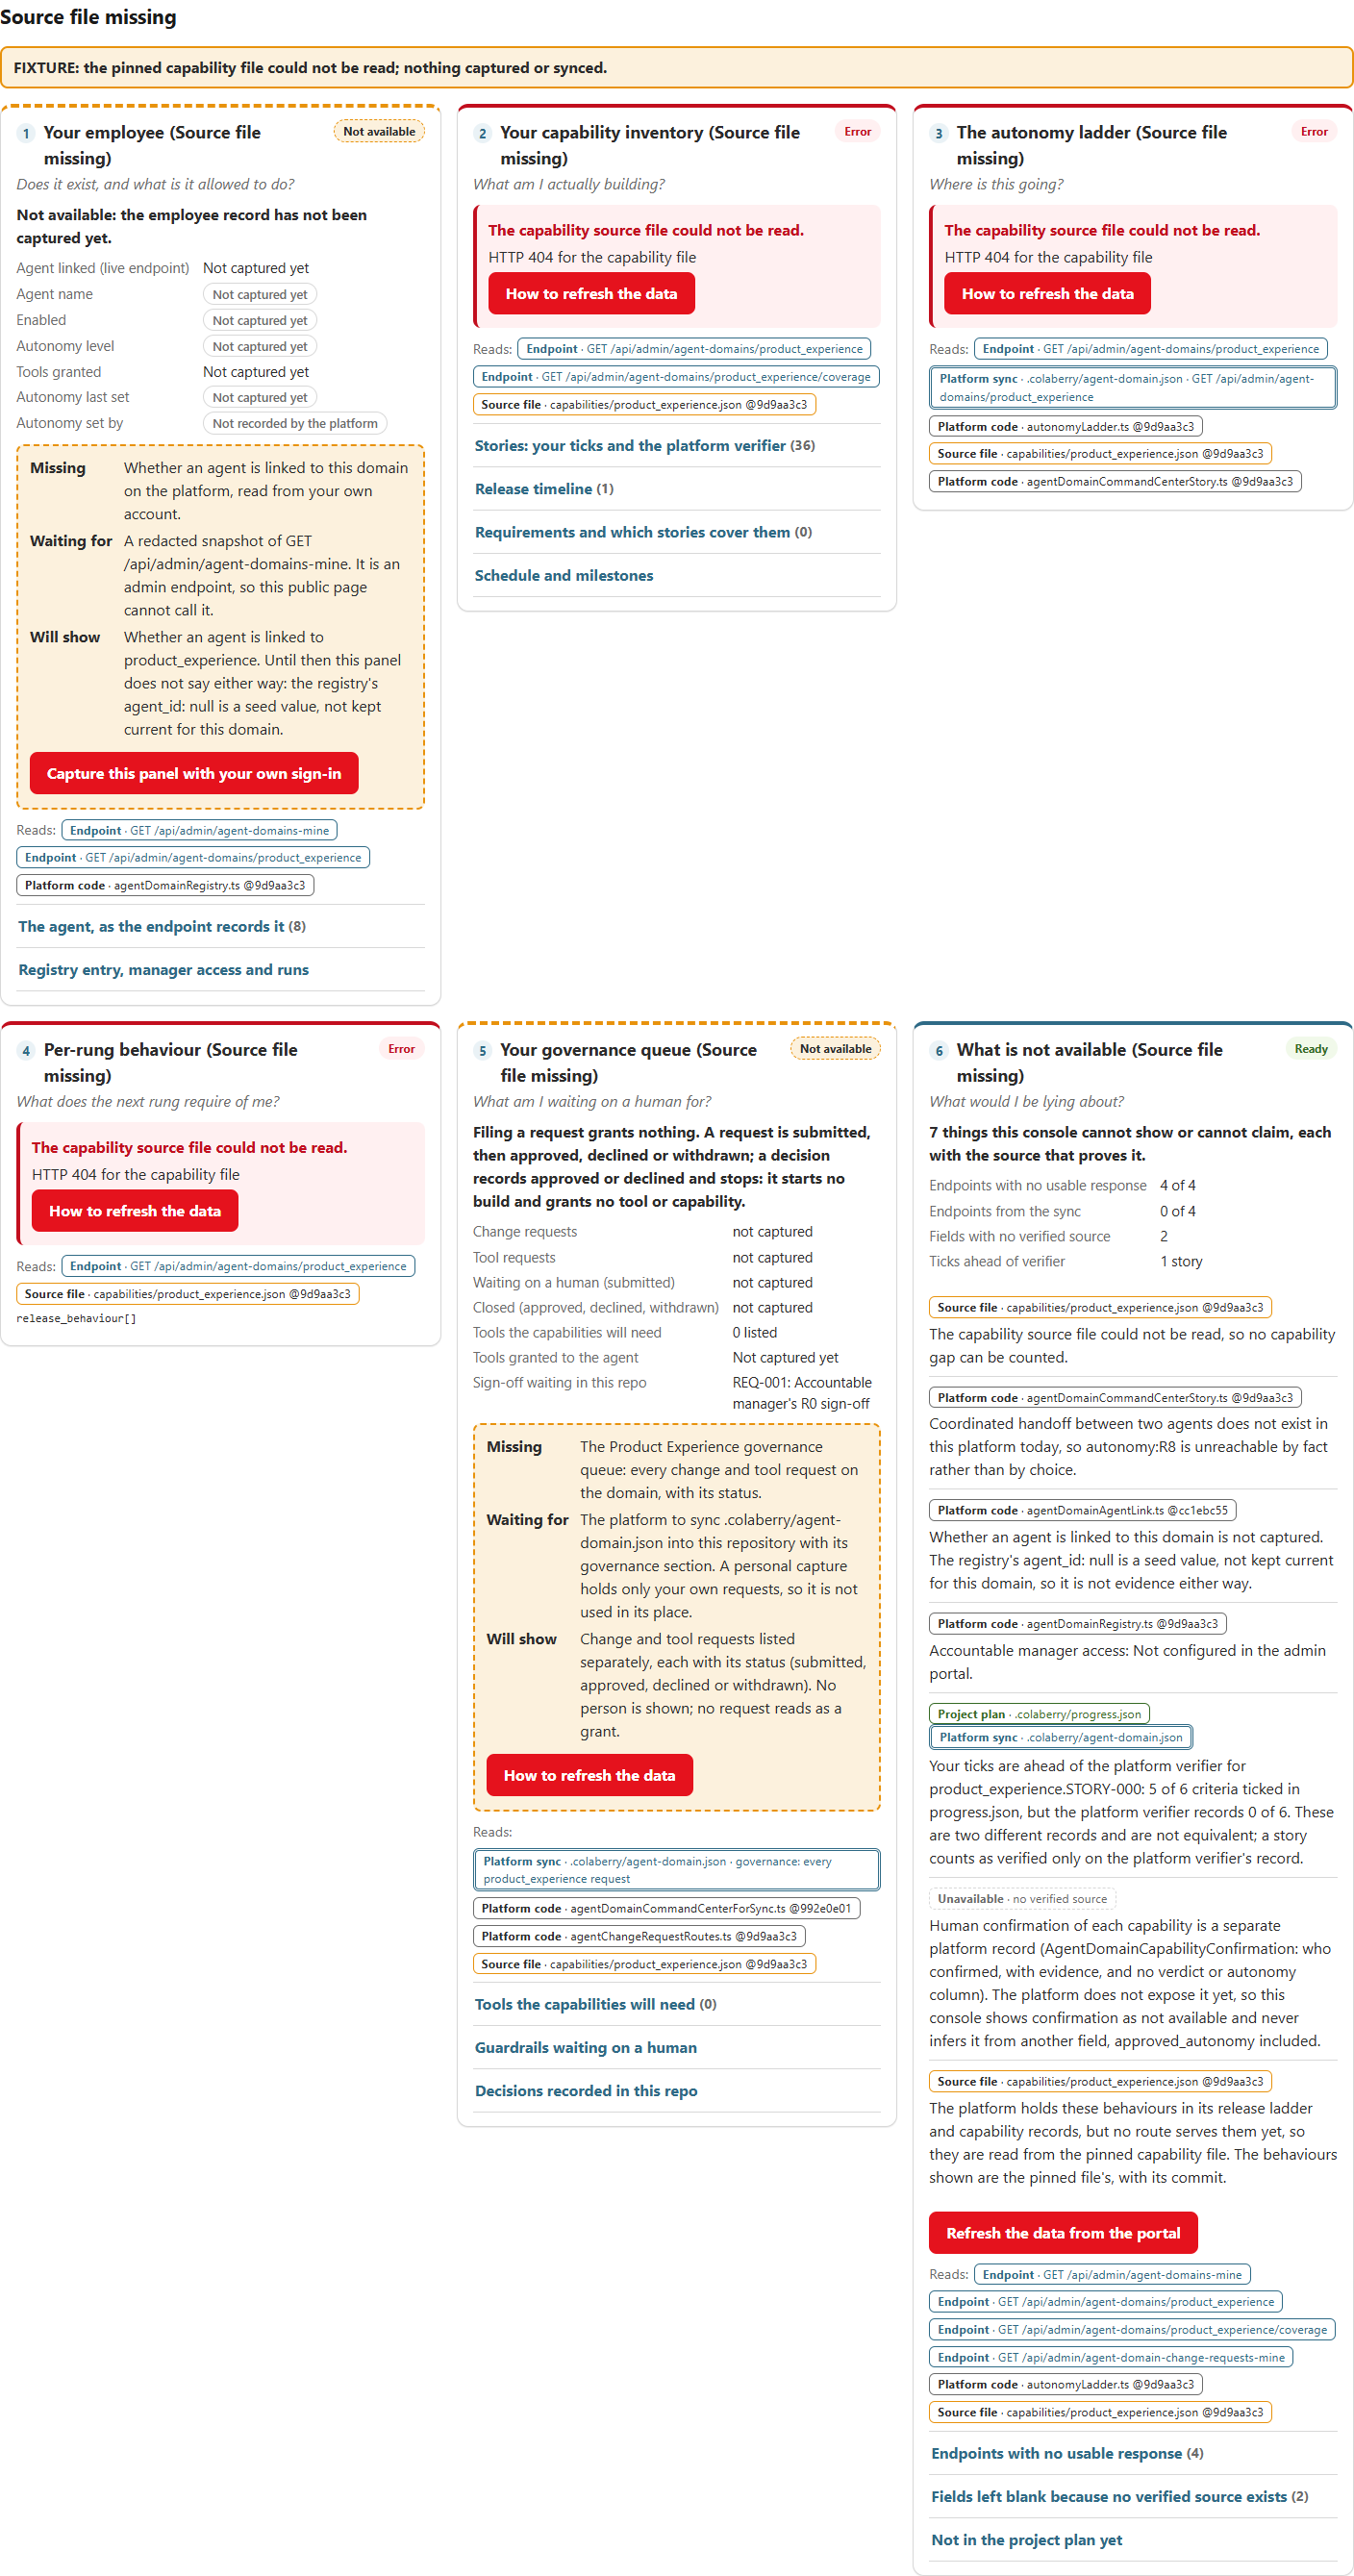 Source file missing
FIXTURE: the pinned capability file could not be read; nothing captured or synced.
1 Your employee (Source file
missing)
Not available
Does it exist, and what is it allowed to do?
Not available: the employee record has not been
captured yet.
Agent linked (live endpoint) Not captured yet
Agent name Not captured yet
Enabled Not captured yet
Autonomy level Not captured yet
Tools granted Not captured yet
Autonomy last set Not captured yet
Autonomy set by Not recorded by the platform
Missing Whether an agent is linked to this domain
on the platform, read from your own
account.
Waiting for A redacted snapshot of GET
/api/admin/agent-domains-mine. It is an
admin endpoint, so this public page
cannot call it.
Will show Whether an agent is linked to
product_experience. Until then this panel
does not say either way: the registry's
agent_id: null is a seed value, not kept
current for this domain.
Capture this panel with your own sign-in
Reads: Endpoint · GET /api/admin/agent-domains-mine
Endpoint · GET /api/admin/agent-domains/product_experience
Platform code · agentDomainRegistry.ts @9d9aa3c3
The agent, as the endpoint records it (8)
Registry entry, manager access and runs
2 Your capability inventory (Source file
missing)
Error
What am I actually building?
The capability source file could not be read.
HTTP 404 for the capability file
How to refresh the data
Reads: Endpoint · GET /api/admin/agent-domains/product_experience
Endpoint · GET /api/admin/agent-domains/product_experience/coverage
Source file · capabilities/product_experience.json @9d9aa3c3
Stories: your ticks and the platform verifier (36)
Release timeline (1)
Requirements and which stories cover them (0)
Schedule and milestones
3 The autonomy ladder (Source file
missing)
Error
Where is this going?
The capability source file could not be read.
HTTP 404 for the capability file
How to refresh the data
Reads: Endpoint · GET /api/admin/agent-domains/product_experience
Platform sync · .colaberry/agent-domain.json · GET /api/admin/agent-
domains/product_experience
Platform code · autonomyLadder.ts @9d9aa3c3
Source file · capabilities/product_experience.json @9d9aa3c3
Platform code · agentDomainCommandCenterStory.ts @9d9aa3c3
4 Per-rung behaviour (Source file
missing)
Error
What does the next rung require of me?
The capability source file could not be read.
HTTP 404 for the capability file
How to refresh the data
Reads: Endpoint · GET /api/admin/agent-domains/product_experience
Source file · capabilities/product_experience.json @9d9aa3c3
release_behaviour[]
5 Your governance queue (Source
file missing)
Not available
What am I waiting on a human for?
Filing a request grants nothing. A request is submitted,
then approved, declined or withdrawn; a decision
records approved or declined and stops: it starts no
build and grants no tool or capability.
Change requests not captured
Tool requests not captured
Waiting on a human (submitted) not captured
Closed (approved, declined, withdrawn) not captured
Tools the capabilities will need 0 listed
Tools granted to the agent Not captured yet
Sign-off waiting in this repo REQ-001: Accountable
manager's R0 sign-off
Missing The Product Experience governance
queue: every change and tool request on
the domain, with its status.
Waiting for The platform to sync .colaberry/agent-
domain.json into this repository with its
governance section. A personal capture
holds only your own requests, so it is not
used in its place.
Will show Change and tool requests listed
separately, each with its status (submitted,
approved, declined or withdrawn). No
person is shown; no request reads as a
grant.
How to refresh the data
Reads:
Platform sync · .colaberry/agent-domain.json · governance: every
product_experience request
Platform code · agentDomainCommandCenterForSync.ts @992e0e01
Platform code · agentChangeRequestRoutes.ts @9d9aa3c3
Source file · capabilities/product_experience.json @9d9aa3c3
Tools the capabilities will need (0)
Guardrails waiting on a human
Decisions recorded in this repo
6 What is not available (Source file
missing)
Ready
What would I be lying about?
7 things this console cannot show or cannot claim, each
with the source that proves it.
Endpoints with no usable response 4 of 4
Endpoints from the sync 0 of 4
Fields with no verified source 2
Ticks ahead of verifier 1 story
Source file · capabilities/product_experience.json @9d9aa3c3
The capability source file could not be read, so no capability
gap can be counted.
Platform code · agentDomainCommandCenterStory.ts @9d9aa3c3
Coordinated handoff between two agents does not exist in
this platform today, so autonomy:R8 is unreachable by fact
rather than by choice.
Platform code · agentDomainAgentLink.ts @cc1ebc55
Whether an agent is linked to this domain is not captured.
The registry's agent_id: null is a seed value, not kept current
for this domain, so it is not evidence either way.
Platform code · agentDomainRegistry.ts @9d9aa3c3
Accountable manager access: Not configured in the admin
portal.
Project plan · .colaberry/progress.json
Platform sync · .colaberry/agent-domain.json
Your ticks are ahead of the platform verifier for
product_experience.STORY-000: 5 of 6 criteria ticked in
progress.json, but the platform verifier records 0 of 6. These
are two different records and are not equivalent; a story
counts as verified only on the platform verifier's record.
Unavailable · no verified source
Human confirmation of each capability is a separate
platform record (AgentDomainCapabilityConfirmation: who
confirmed, with evidence, and no verdict or autonomy
column). The platform does not expose it yet, so this
console shows confirmation as not available and never
infers it from another field, approved_autonomy included.
Source file · capabilities/product_experience.json @9d9aa3c3
The platform holds these behaviours in its release ladder
and capability records, but no route serves them yet, so
they are read from the pinned capability file. The behaviours
shown are the pinned file's, with its commit.
Refresh the data from the portal
Reads: Endpoint · GET /api/admin/agent-domains-mine
Endpoint · GET /api/admin/agent-domains/product_experience
Endpoint · GET /api/admin/agent-domains/product_experience/coverage
Endpoint · GET /api/admin/agent-domain-change-requests-mine
Platform code · autonomyLadder.ts @9d9aa3c3
Source file · capabilities/product_experience.json @9d9aa3c3
Endpoints with no usable response (4)
Fields left blank because no verified source exists (2)
Not in the project plan yet